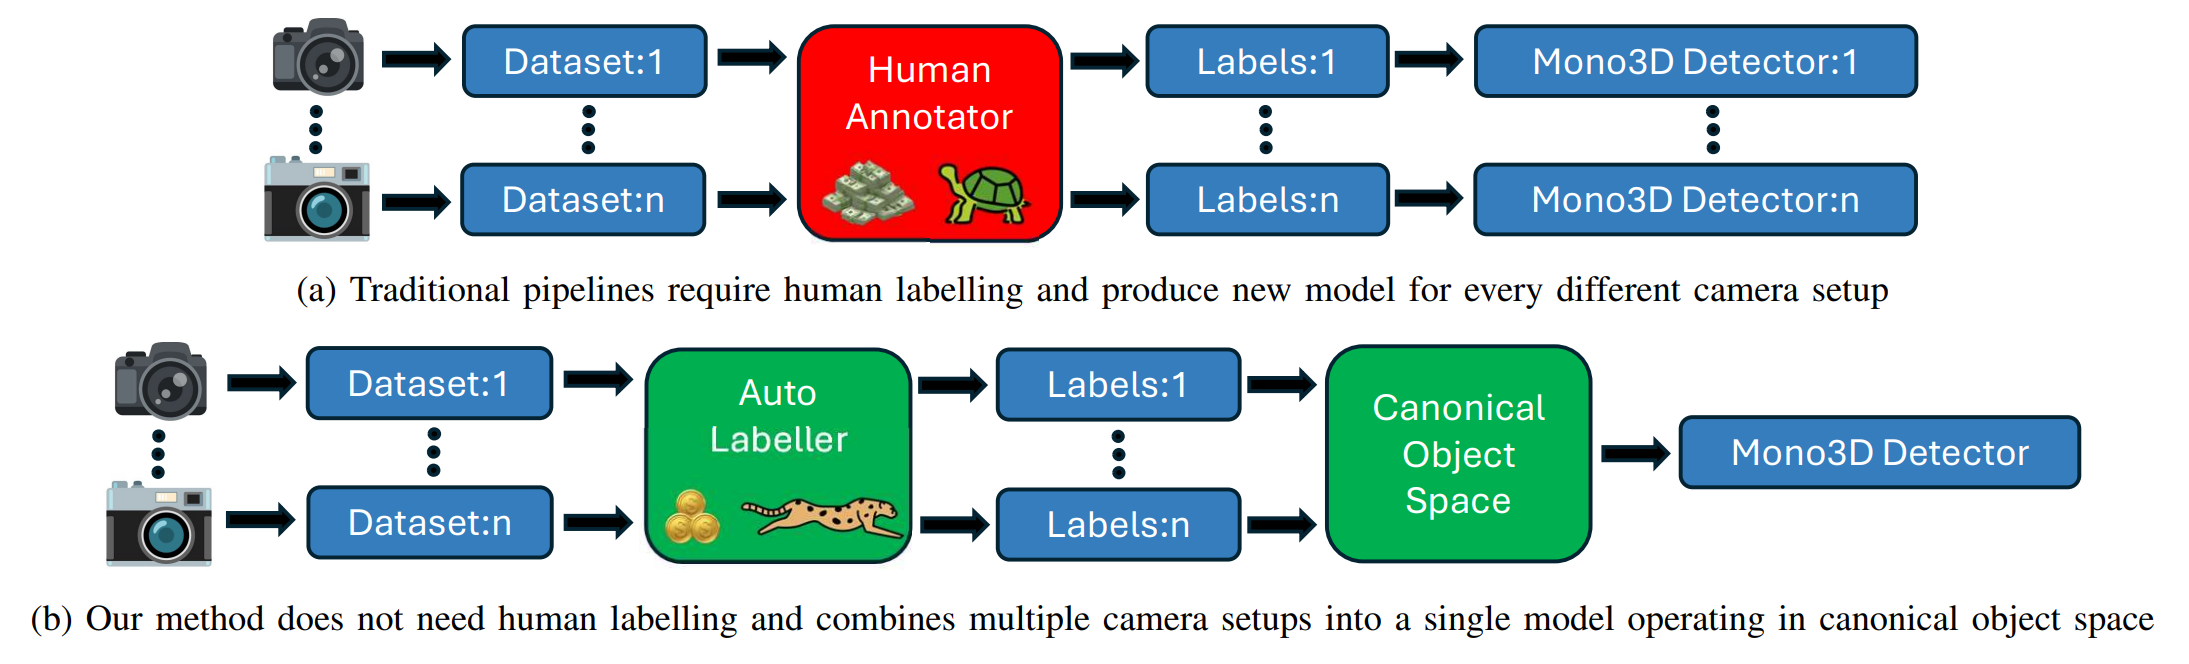 Dataset:1
Human
Annotator
Labels:1
Mono3D Detector:1
Dataset:n
Labels:n
Mono3D Detector:n
(a) Traditional pipelines require human labelling and produce new model for every different camera setup
Dataset:1
Auto
Labeller
Labels:1
Canonical
Object
Space
Mono3D Detector
Dataset:n
Labels:n
(b) Our method does not need human labelling and combines multiple camera setups into a single model operating in canonical object space